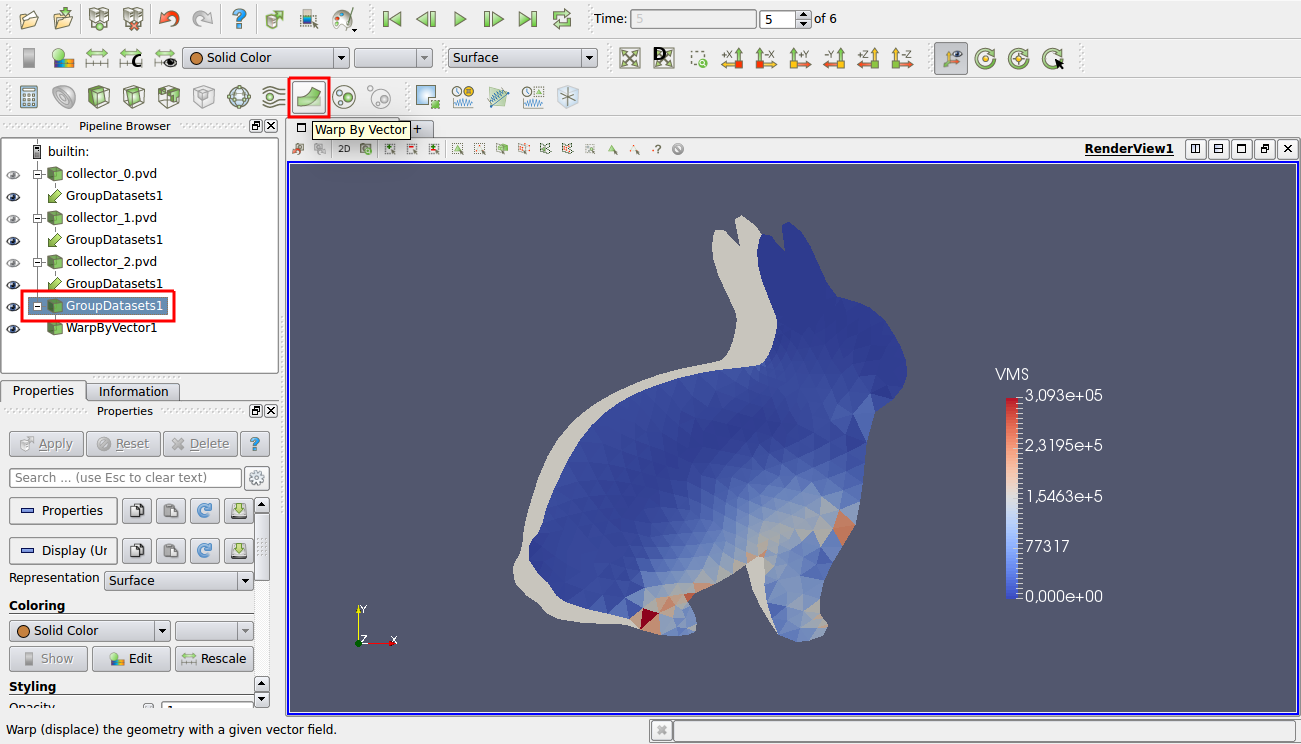 Time: 5 5 of 6
C
Solid Color Surface D +X -X +Y -Y +Z -Z
Pipeline Browser
Warp By Vector +
2D ?
RenderView1
builtin:
collector_0.pvd
GroupDatasets1
collector_1.pvd
GroupDatasets1
collector_2.pvd
GroupDatasets1
GroupDatasets1
WarpByVector1
Properties Information
Properties
Apply Reset Delete ?
Search ... (use Esc to clear text)
Properties
Display (Ur
Representation Surface
Coloring
Solid Color
Show Edit Rescale
Styling
Opacity
VMS
3,093e+05
2,3195e+5
1,5463e+5
77317
0,000e+00
Y
Z X
Warp (displace) the geometry with a given vector field.